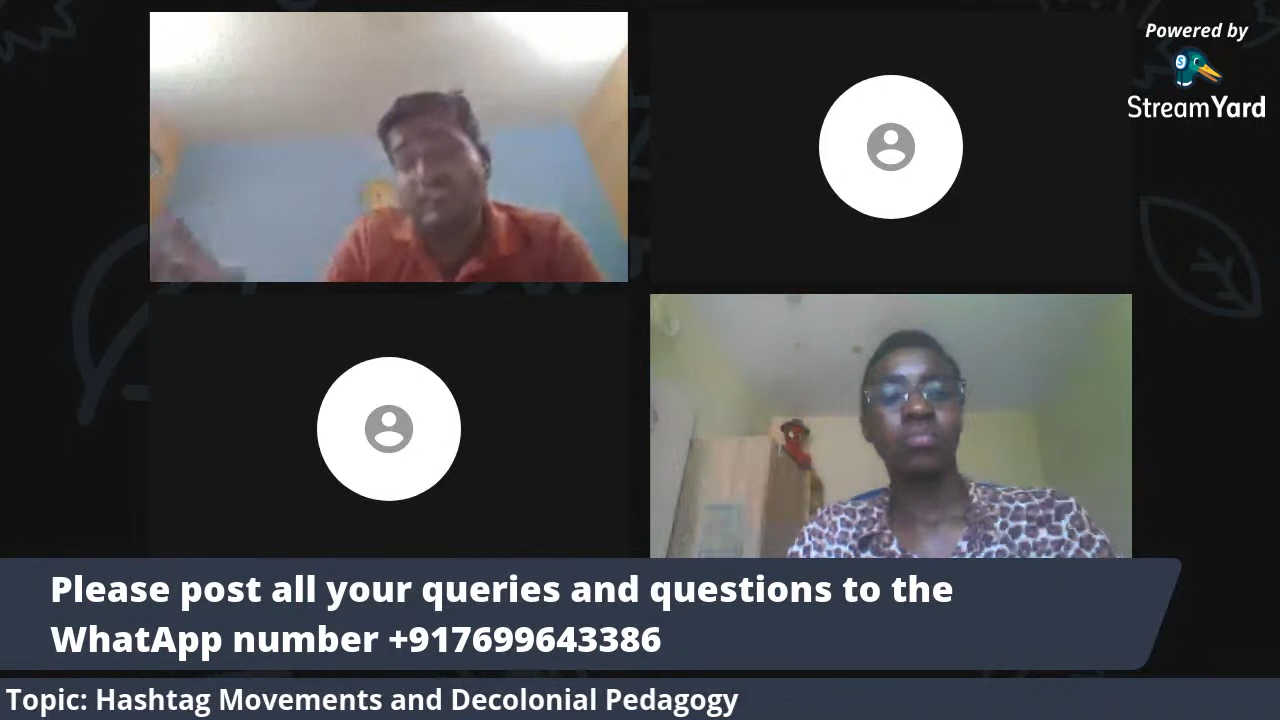 Powered by
StreamYard
Please post all your queries and questions to the
WhatApp number +917699643386
Topic: Hashtag Movements and Decolonial Pedagogy